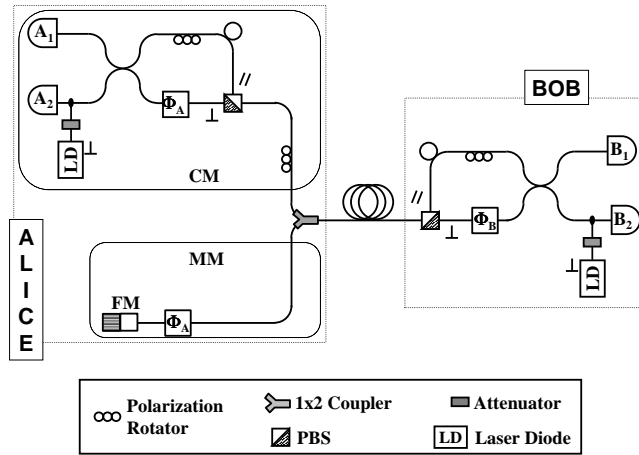 A1
//
A2
ΦA
⊥
LD
⊥
CM
BOB
B1
//
ΦB
⊥
B2
⊥
LD
ALICE
MM
FM
ΦA
Polarization
Rotator
1x2 Coupler
PBS
Attenuator
LD
Laser Diode